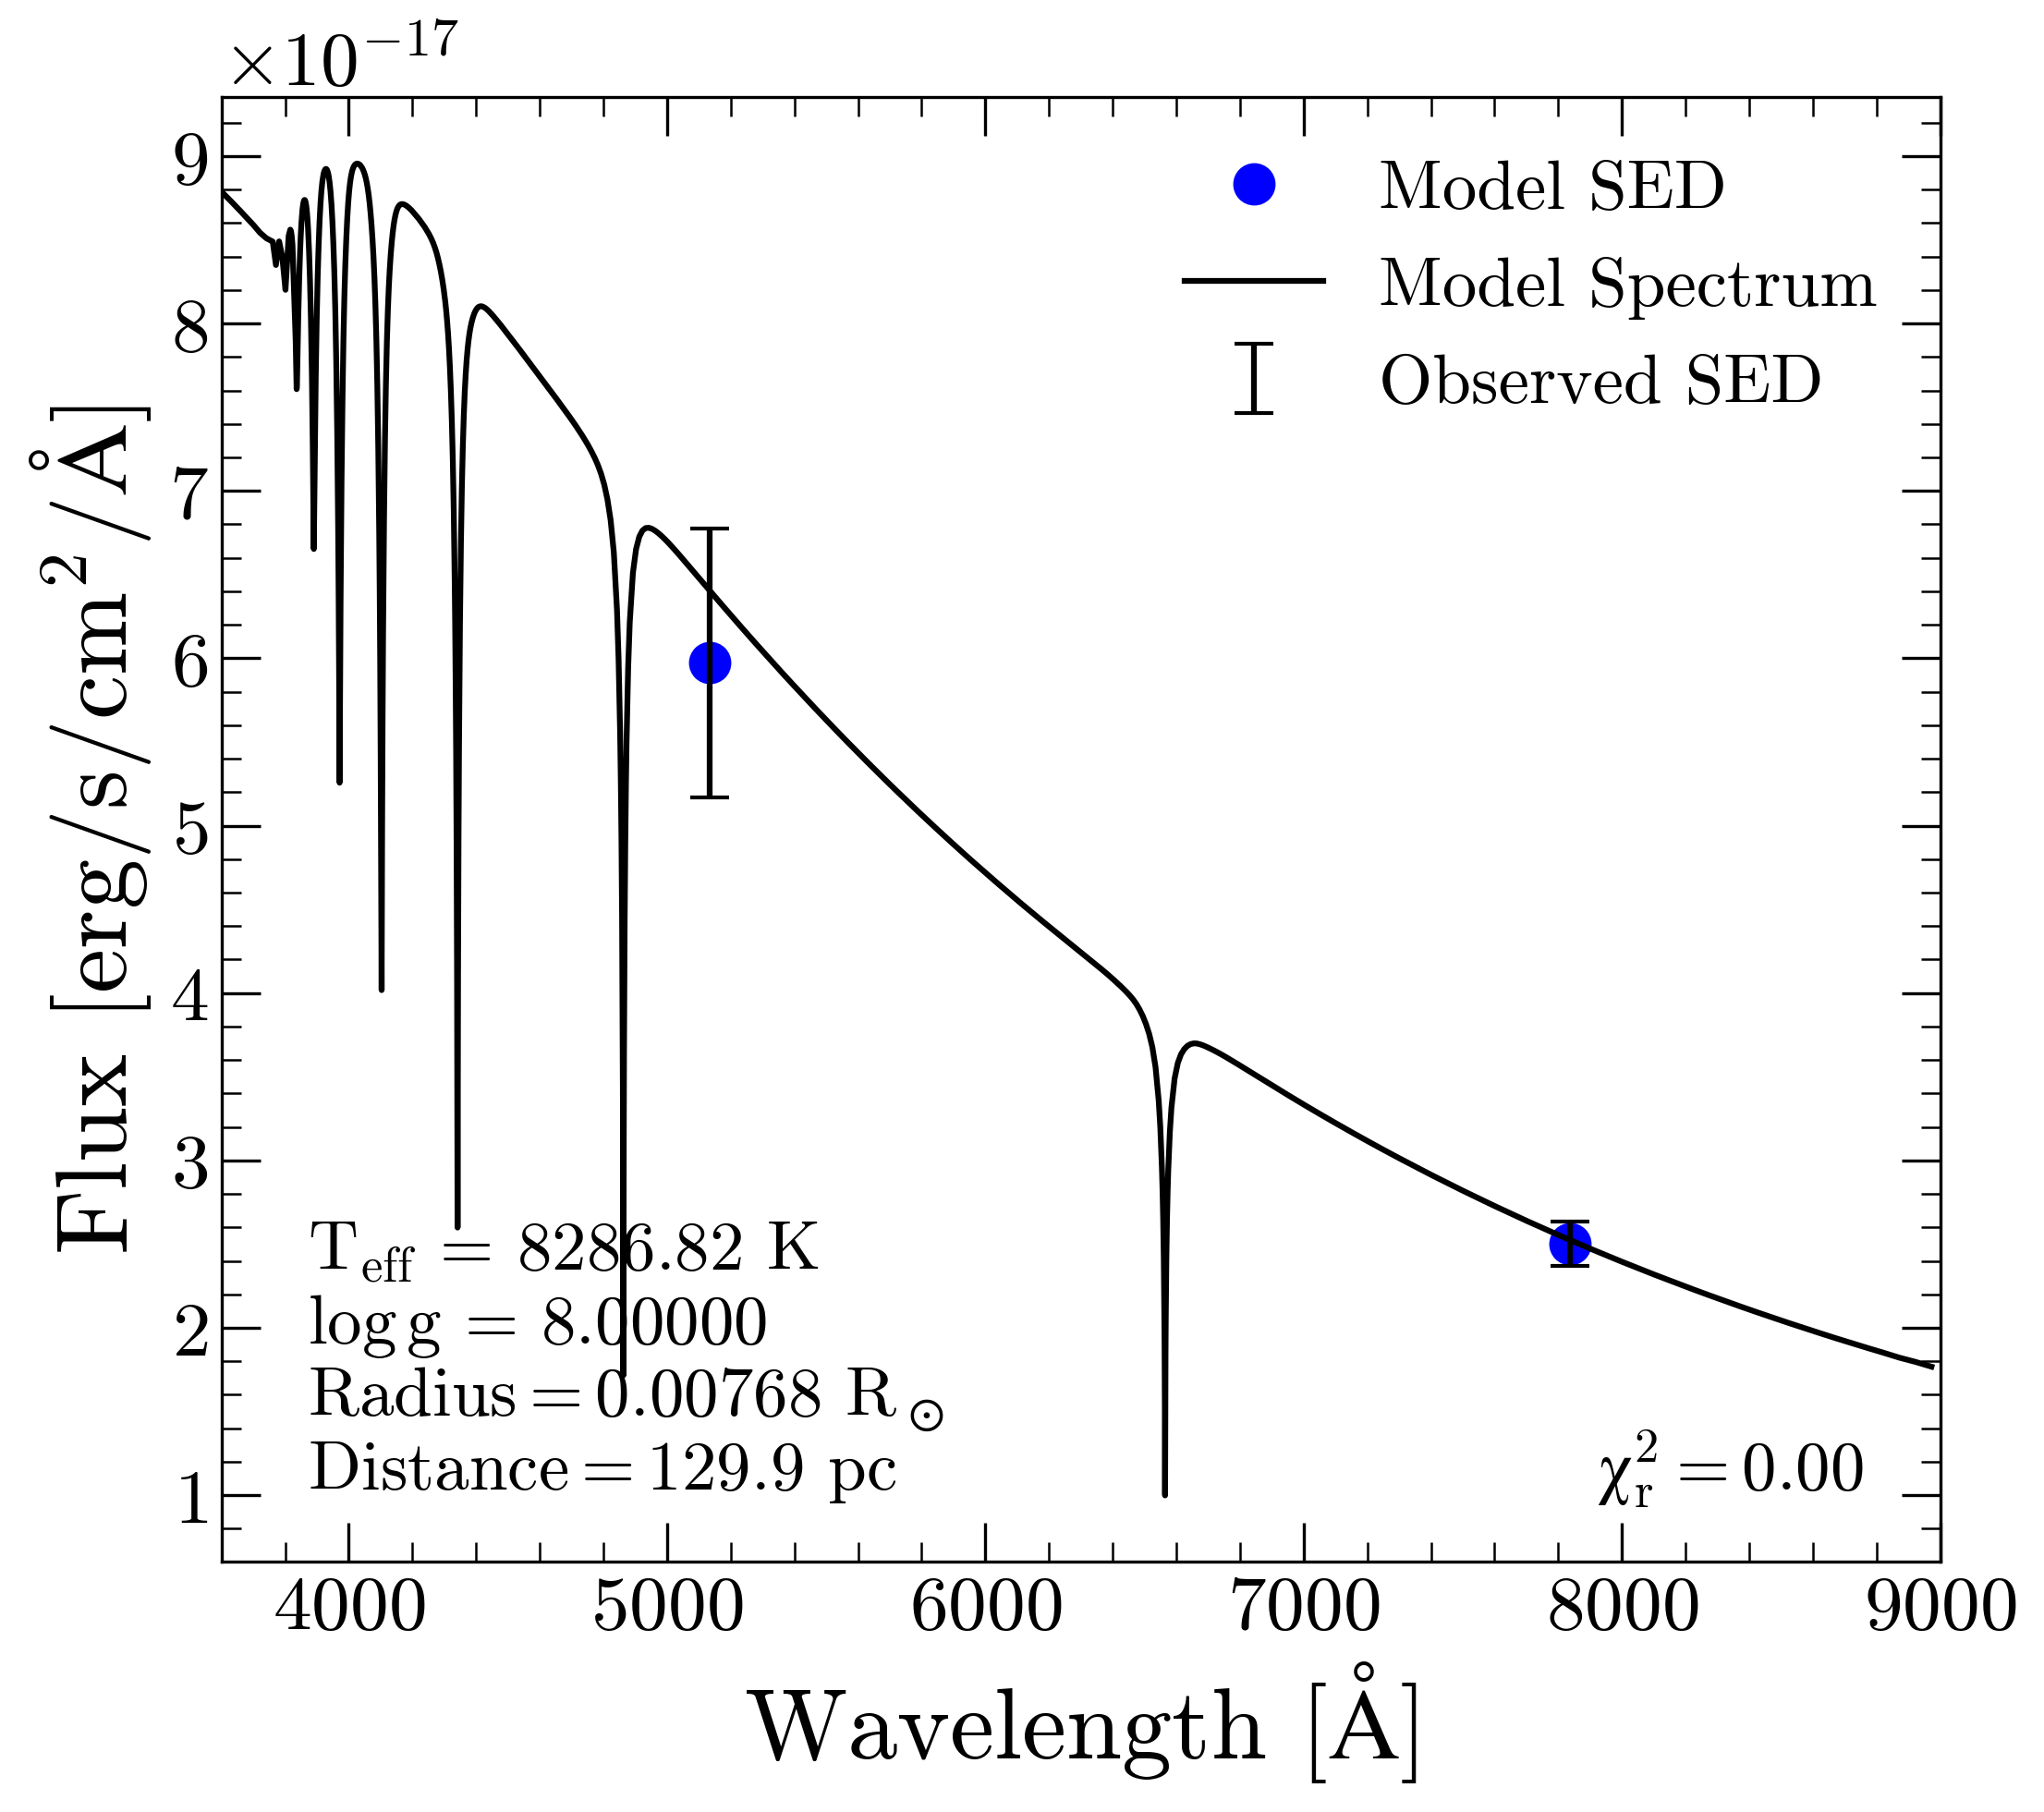 ×10⁻¹⁷
9
8
7
6
5
4
3
2
1
Flux [erg/s/cm²/Å]
Model SED
Model Spectrum
Observed SED
T_eff = 8286.82 K
log g = 8.00000
Radius = 0.00768 R_⊙
Distance = 129.9 pc
χ²_r = 0.00
4000 5000 6000 7000 8000 9000
Wavelength [Å]